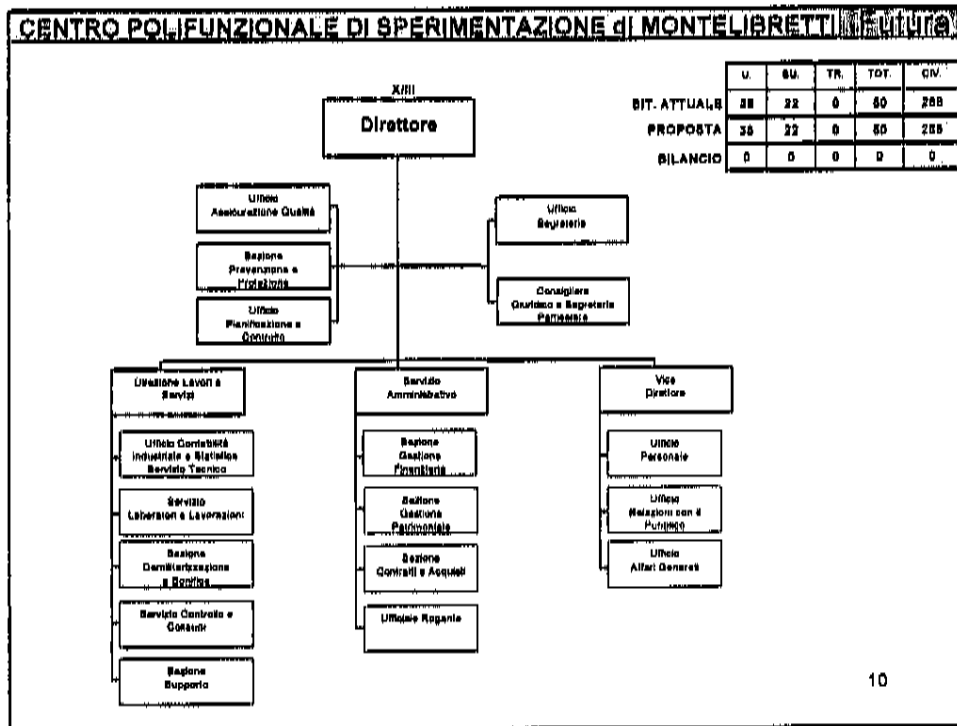 CENTRO POLIFUNZIONALE DI SPERIMENTAZIONE di MONTELIBRETTI Futura
U. SU. TR. TOT. CIV.
SIT. ATTUALE 22 0 60
PROPOSTA 22 0 60
BILANCIO 0 0 0 0 0
Direttore
Ufficio
Assicurazione Qualità
Ufficio
Segreteria
Sezione
Prevenzione e
Protezione
Consigliere
Giuridico e Segreteria
Ufficio
Pianificazione e
Controllo
Direzione Lavori e
Servizi
Servizio
Amministrativo
Vice
Direttore
Ufficio Contabilità
Industriale e Statistica
Servizio Tecnico
Sezione
Gestione
Finanziaria
Ufficio
Personale
Servizio
Laboratori e Lavorazioni
Sezione
Gestione
Patrimoniale
Ufficio
Relazioni con il
Pubblico
Sezione
Demilitarizzazione
e Bonifica
Sezione
Contratti e Acquisti
Ufficio
Affari Generali
Servizio Controllo e
Ufficiale Rogante
Sezione
Supporto
10